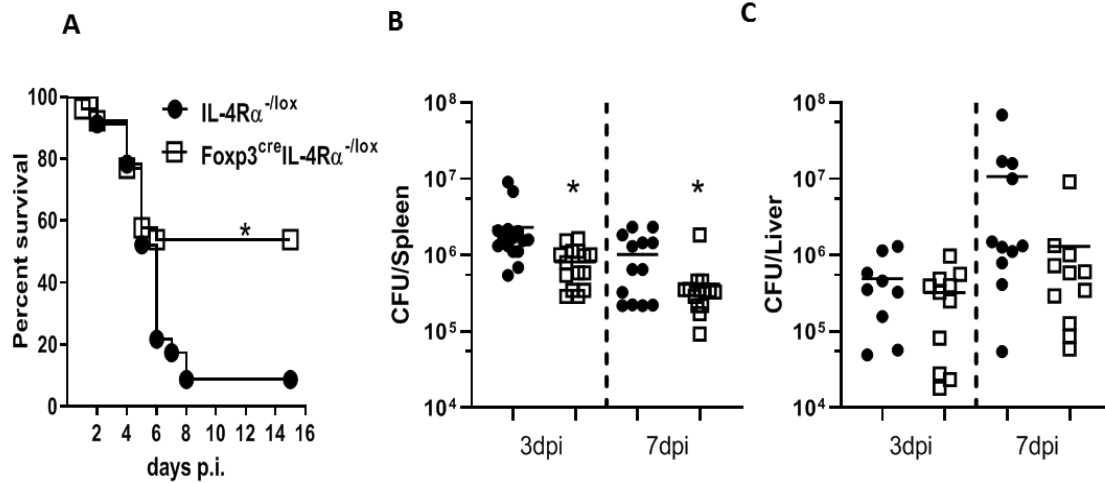 A
Percent survival
100
80
60
40
20
0
2 4 6 8 10 12 14 16
days p.i.
IL-4Rα-/lox
Foxp3creIL-4Rα-/lox
*
B
CFU/Spleen
10^8
10^7
10^6
10^5
10^4
* *
3dpi 7dpi
C
CFU/Liver
10^8
10^7
10^6
10^5
10^4
3dpi 7dpi